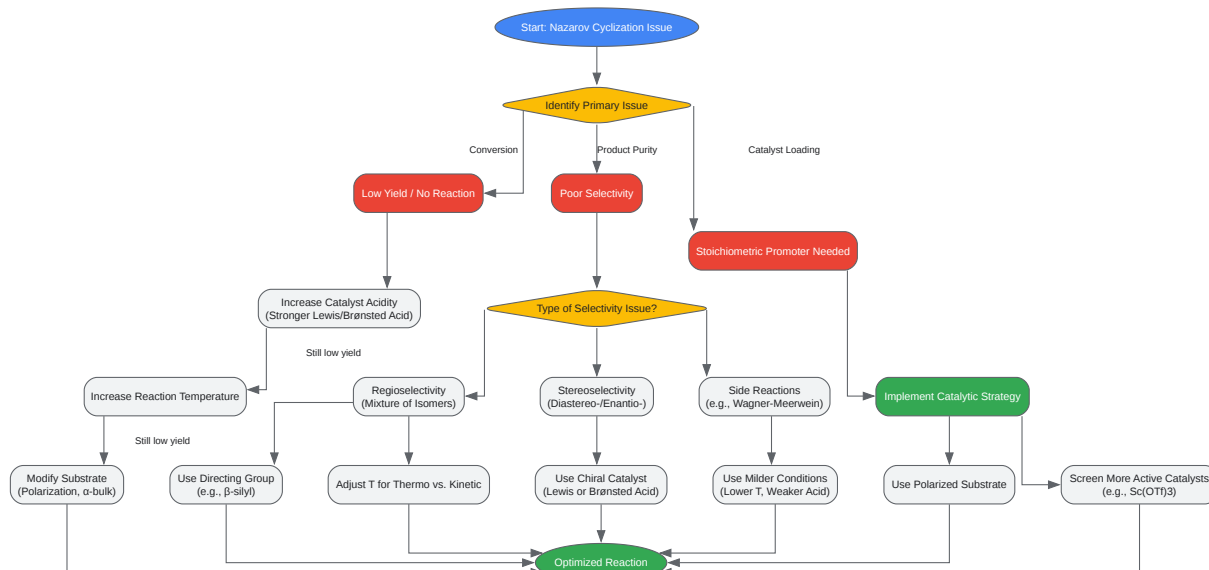 Start: Nazarov Cyclization Issue
Identify Primary Issue
Conversion
Product Purity
Catalyst Loading
Low Yield / No Reaction
Poor Selectivity
Stoichiometric Promoter Needed
Increase Catalyst Acidity
(Stronger Lewis/Brønsted Acid)
Type of Selectivity Issue?
Still low yield
Increase Reaction Temperature
Regioselectivity
(Mixture of Isomers)
Stereoselectivity
(Diastereo-/Enantio-)
Side Reactions
(e.g., Wagner-Meerwein)
Implement Catalytic Strategy
Still low yield
Modify Substrate
(Polarization, α-bulk)
Use Directing Group
(e.g., β-silyl)
Adjust T for Thermo vs. Kinetic
Use Chiral Catalyst
(Lewis or Brønsted Acid)
Use Milder Conditions
(Lower T, Weaker Acid)
Use Polarized Substrate
Screen More Active Catalysts
(e.g., Sc(OTf)3)
Optimized Reaction